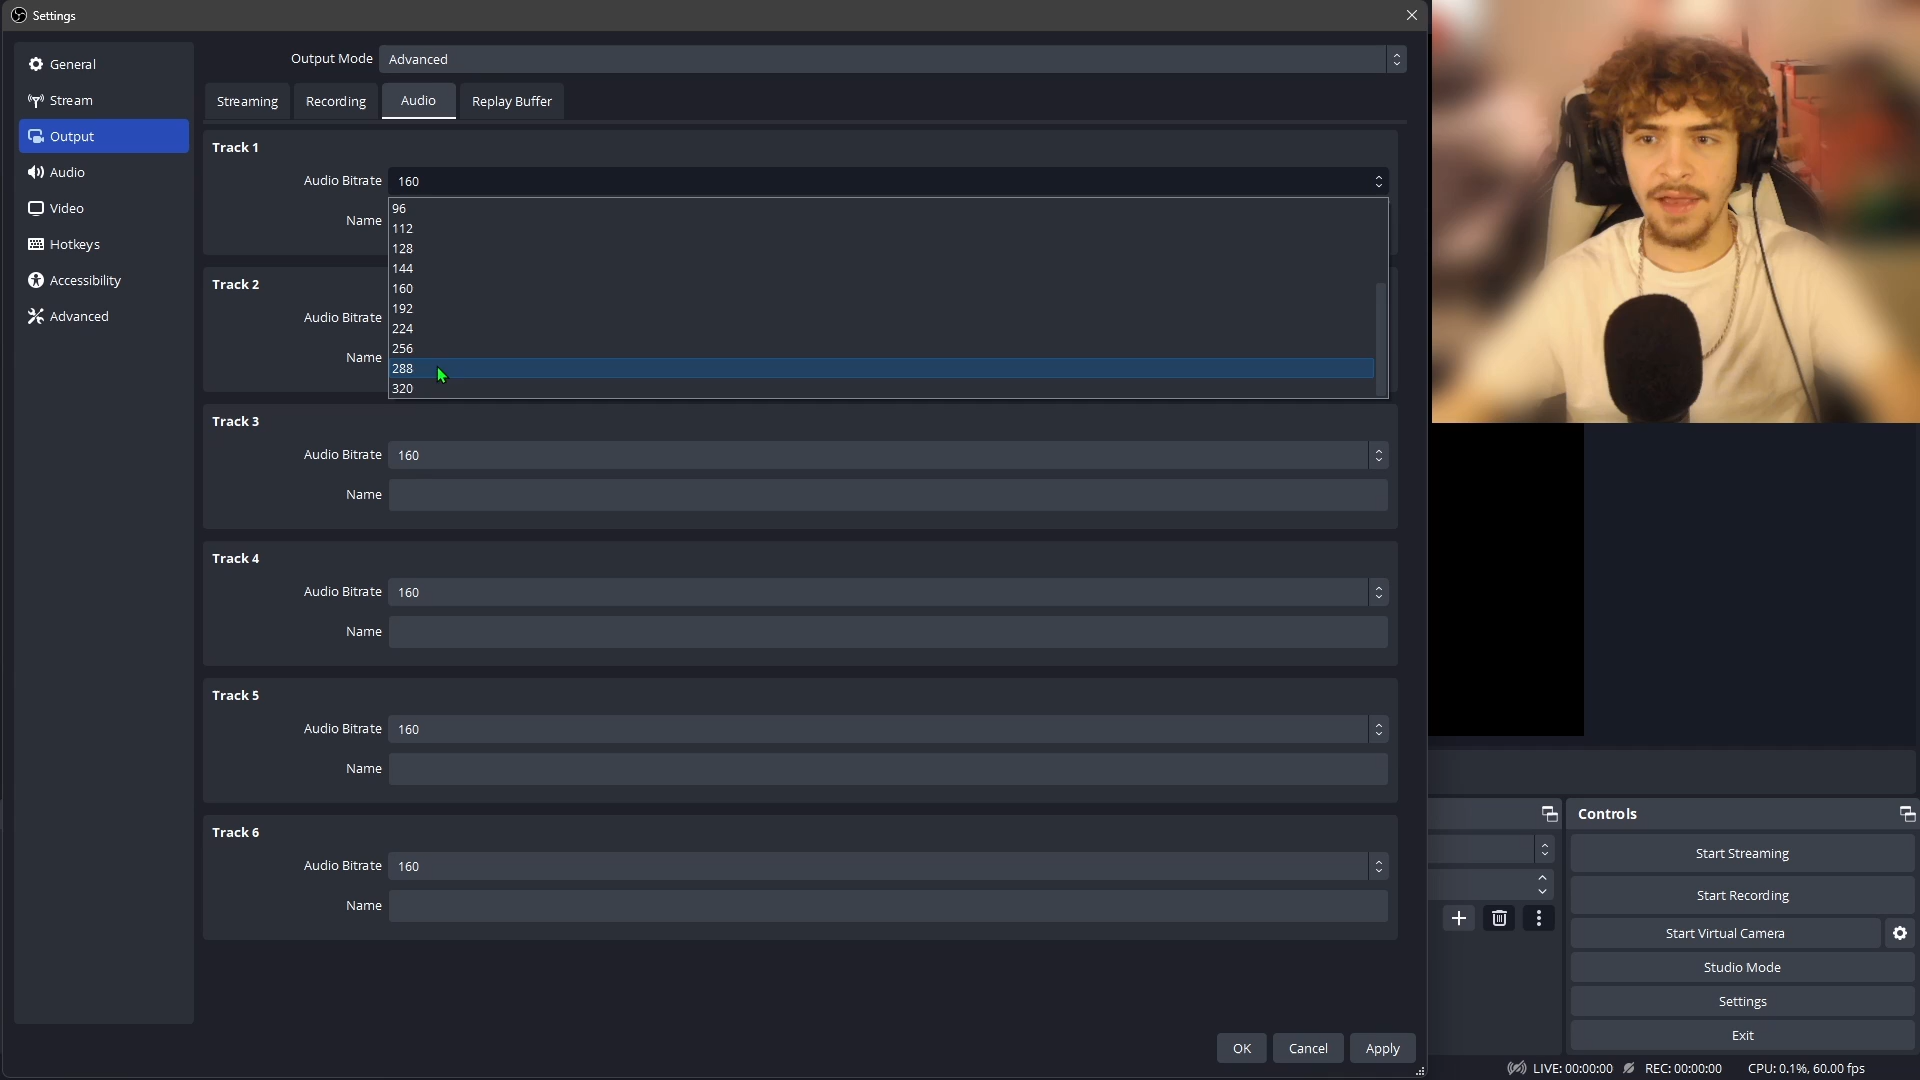 Settings
General
Stream
Output
Audio
Video
Hotkeys
Accessibility
Advanced
Output Mode Advanced
Streaming Recording Audio Replay Buffer
Track 1
Audio Bitrate 160
Name
96
112
128
144
160
192
224
256
288
320
Track 2
Audio Bitrate
Name
Track 3
Audio Bitrate 160
Name
Track 4
Audio Bitrate 160
Name
Track 5
Audio Bitrate 160
Name
Track 6
Audio Bitrate 160
Name
OK Cancel Apply
Controls
Start Streaming
Start Recording
Start Virtual Camera
Studio Mode
Settings
Exit
LIVE: 00:00:00 REC: 00:00:00 CPU: 0.1%, 60.00 fps